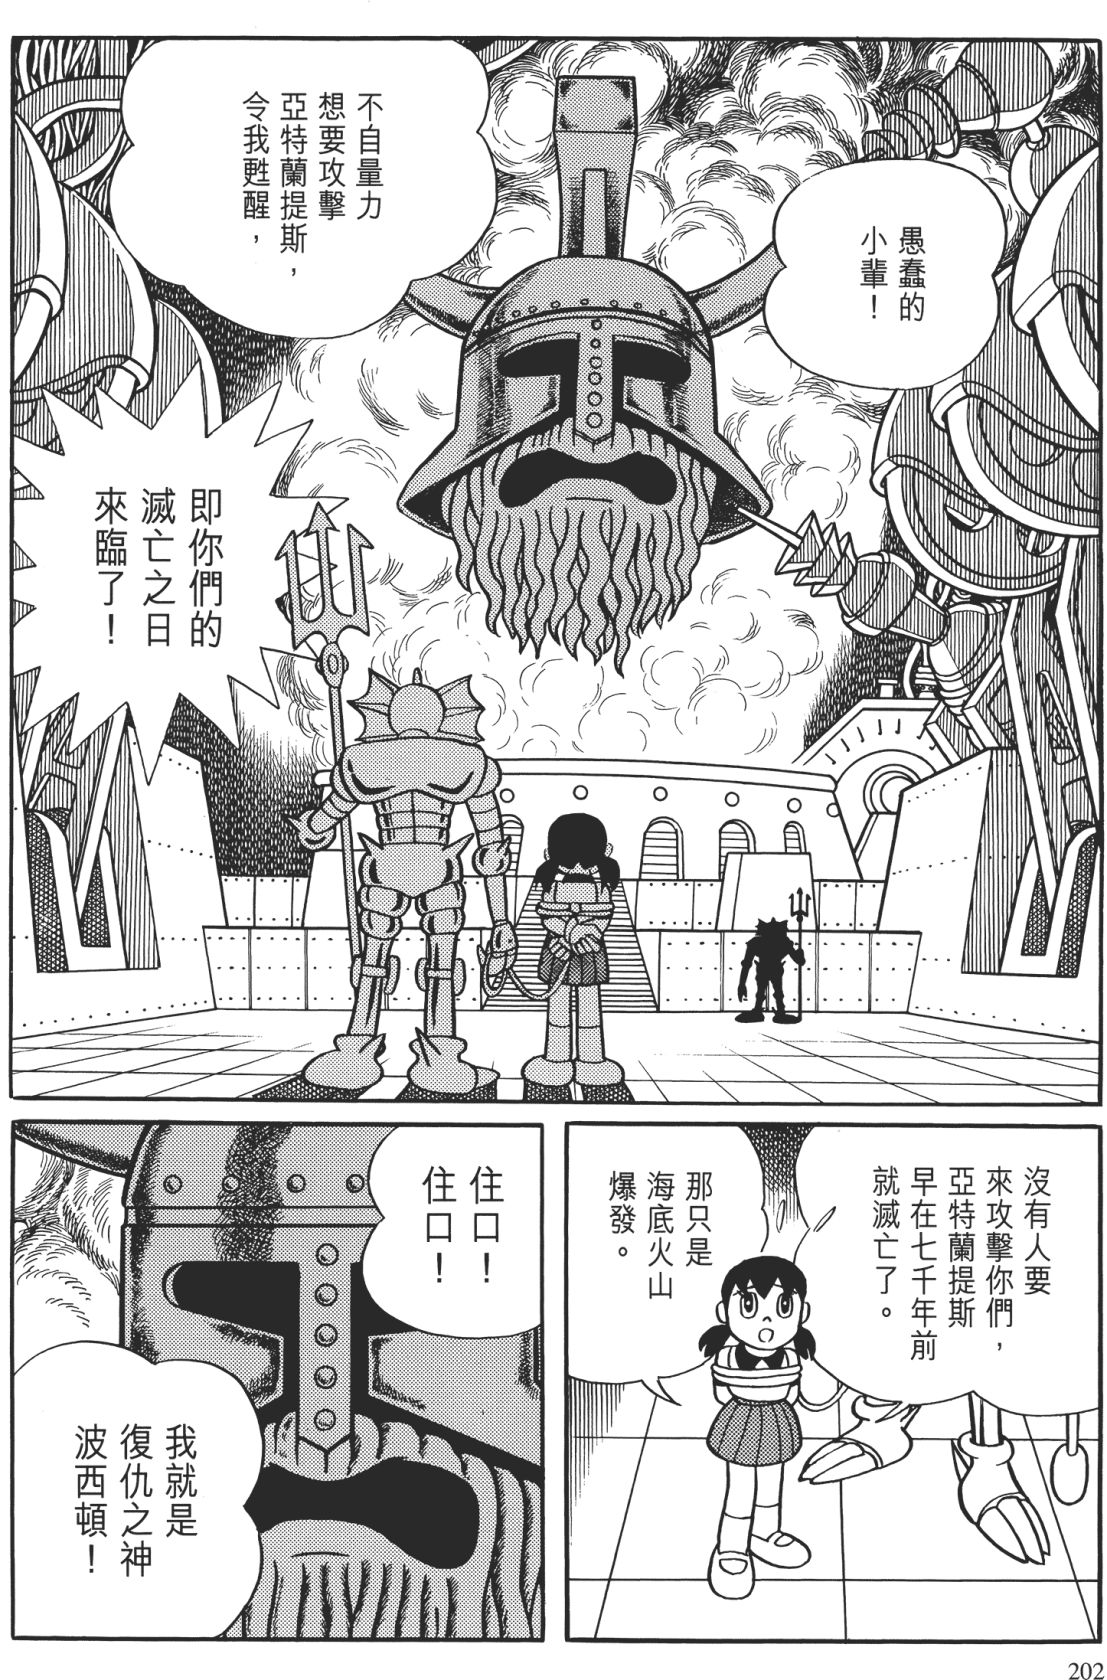 愚蠢的
小輩！
不自量力
想要攻擊
亞特蘭提斯，
令我甦醒，
即你們的
滅亡之日
來臨了！
沒有人要
來攻擊你們，
亞特蘭提斯
早在七千年前
就滅亡了。
那只是
海底火山
爆發。
住口！
住口！
我就是
復仇之神
波西頓！
202